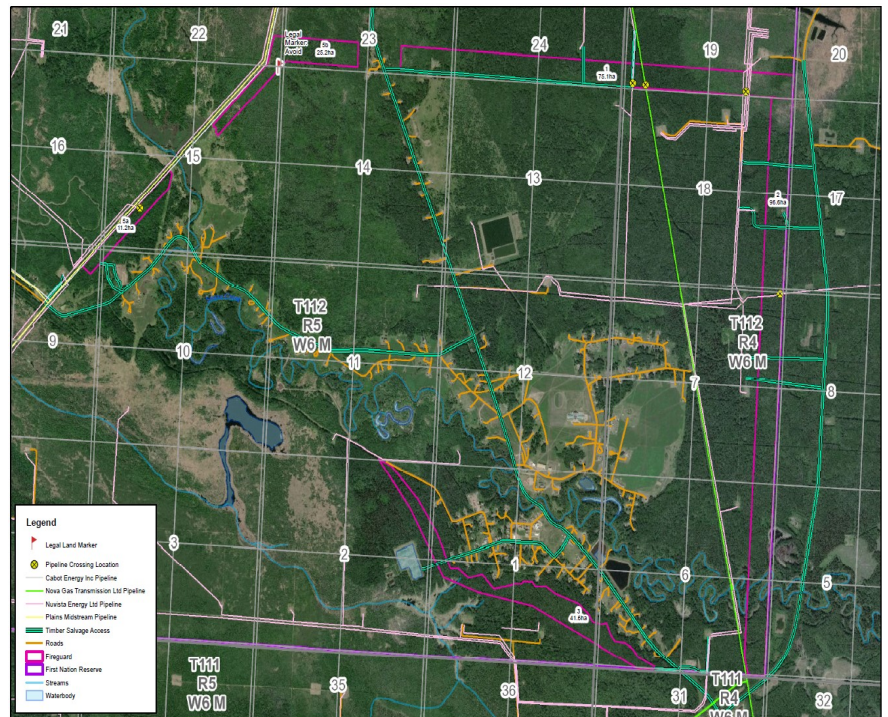 21
22
23
24
19
20
Legal
Marker:
Avoid
5b
25.2ha
1
75.1ha
16
15
14
13
18
17
2
96.6ha
5a
11.2ha
T112
R5
W6 M
T112
R4
W6 M
9
10
11
12
7
8
3
2
1
6
5
3
41.6ha
T111
R5
W6 M
35
36
31
T111
R4
W6 M
32
Legend
Legal Land Marker
Pipeline Crossing Location
Cabot Energy Inc Pipeline
Nova Gas Transmission Ltd Pipeline
Nuvista Energy Ltd Pipeline
Plains Midstream Pipeline
Timber Salvage Access
Roads
Fireguard
First Nation Reserve
Streams
Waterbody